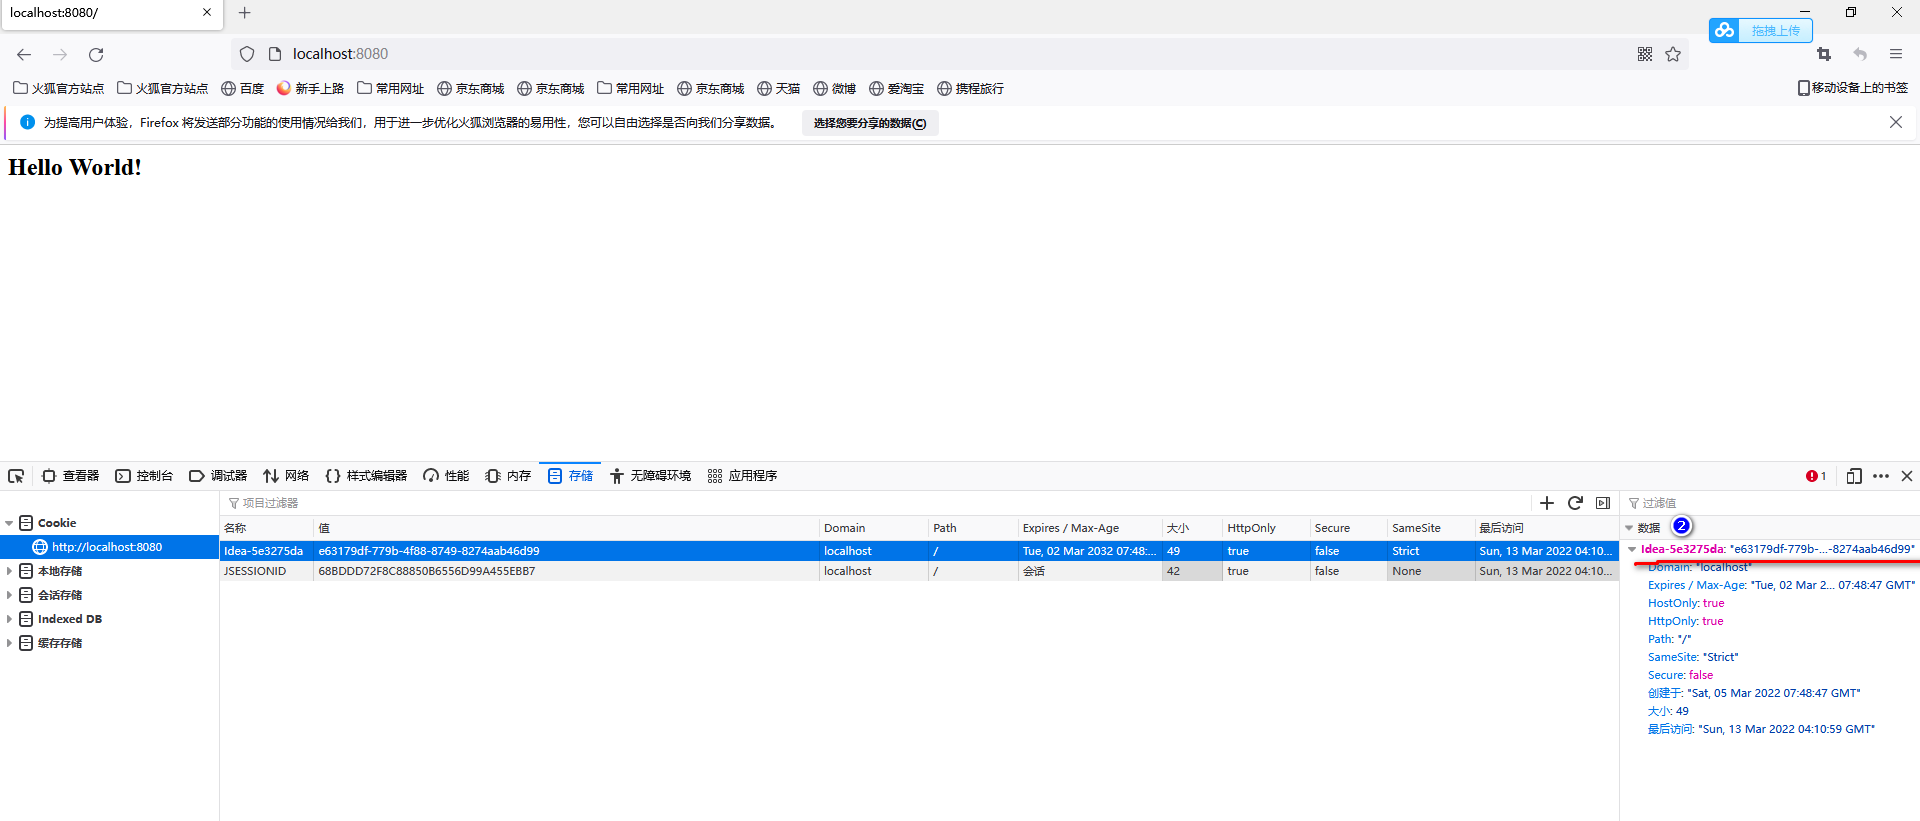 localhost:8080/
拖拽上传
localhost:8080
火狐官方站点 火狐官方站点 百度 新手上路 常用网址 京东商城 京东商城 常用网址 京东商城 天猫 微博 爱淘宝 携程旅行 移动设备上的书签
为提高用户体验，Firefox 将发送部分功能的使用情况给我们，用于进一步优化火狐浏览器的易用性，您可以自由选择是否向我们分享数据。 选择您要分享的数据(C)
Hello World!
查看器 控制台 调试器 网络 样式编辑器 性能 内存 存储 无障碍环境 应用程序 1
项目过滤器 过滤值
Cookie
http://localhost:8080
本地存储
会话存储
Indexed DB
缓存存储
名称 值 Domain Path Expires / Max-Age 大小 HttpOnly Secure SameSite 最后访问
Idea-5e3275da e63179df-779b-4f88-8749-8274aab46d99 localhost / Tue, 02 Mar 2032 07:48:... 49 true false Strict Sun, 13 Mar 2022 04:10...
JSESSIONID 68BDDD72F8C88850B6556D99A455EBB7 localhost / 会话 42 true false None Sun, 13 Mar 2022 04:10...
数据 2
Idea-5e3275da: "e63179df-779b-...-8274aab46d99"
Domain: "localhost"
Expires / Max-Age: "Tue, 02 Mar 2... 07:48:47 GMT"
HostOnly: true
HttpOnly: true
Path: "/"
SameSite: "Strict"
Secure: false
创建于: "Sat, 05 Mar 2022 07:48:47 GMT"
大小: 49
最后访问: "Sun, 13 Mar 2022 04:10:59 GMT"